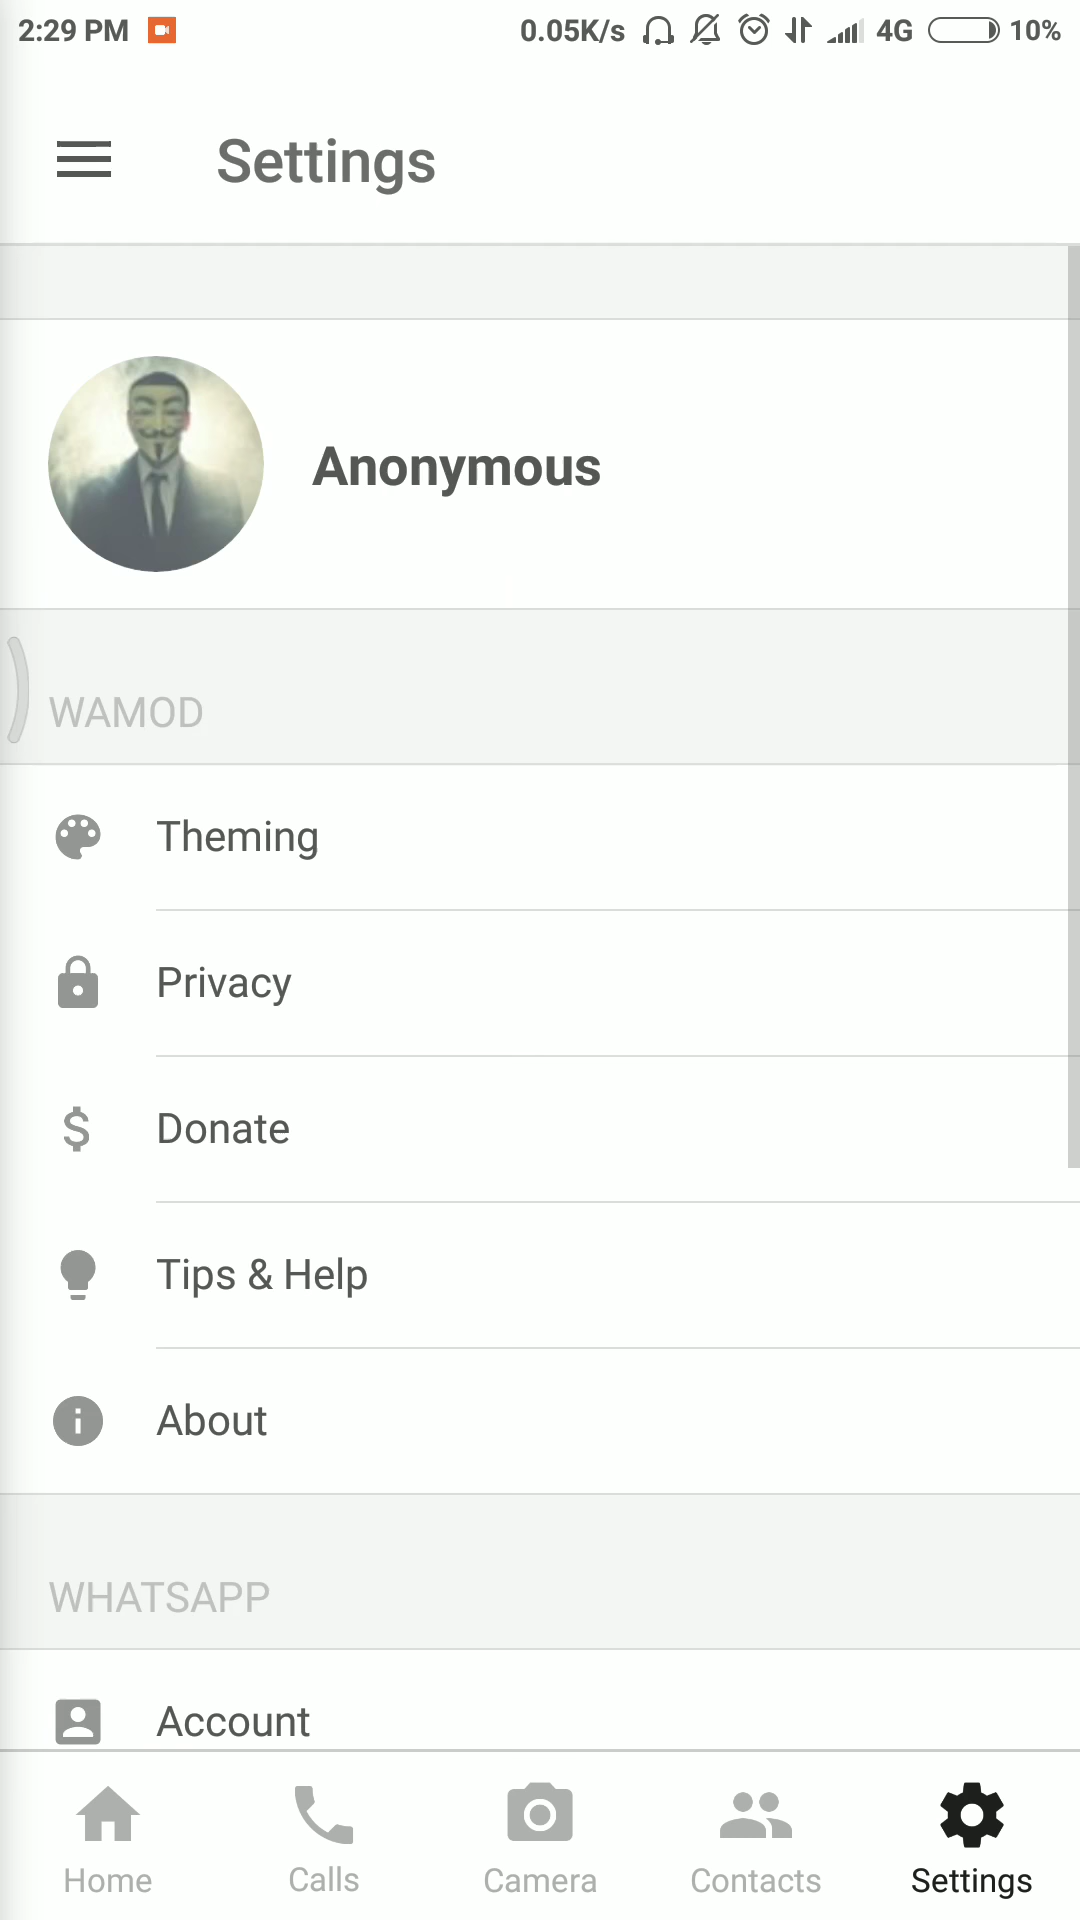 2:29 PM 0.05K/s 4G 10%
Settings
Anonymous
WAMOD
Theming
Privacy
Donate
Tips & Help
About
WHATSAPP
Account
Home Calls Camera Contacts Settings